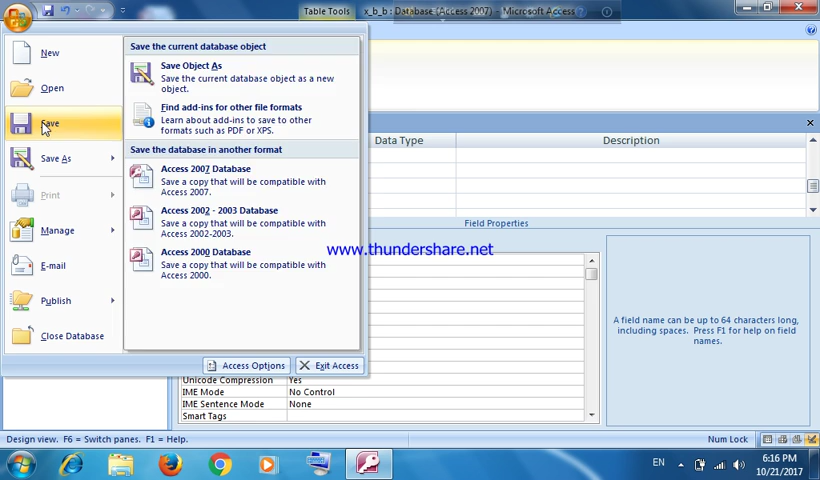 Table Tools
x_b_b : Database (Access 2007) - Microsoft Access
New
Open
Save
Save As
Print
Manage
E-mail
Publish
Close Database
Save the current database object
Save Object As
Save the current database object as a new
object.
Find add-ins for other file formats
Learn about add-ins to save to other
formats such as PDF or XPS.
Save the database in another format
Access 2007 Database
Save a copy that will be compatible with
Access 2007.
Access 2002 - 2003 Database
Save a copy that will be compatible with
Access 2002-2003.
Access 2000 Database
Save a copy that will be compatible with
Access 2000.
Access Options
Exit Access
Data Type
Description
Field Properties
www.thundershare.net
A field name can be up to 64 characters long,
including spaces. Press F1 for help on field
names.
Unicode Compression Yes
IME Mode No Control
IME Sentence Mode None
Smart Tags
Design view. F6 = Switch panes. F1 = Help.
Num Lock
EN
6:16 PM
10/21/2017